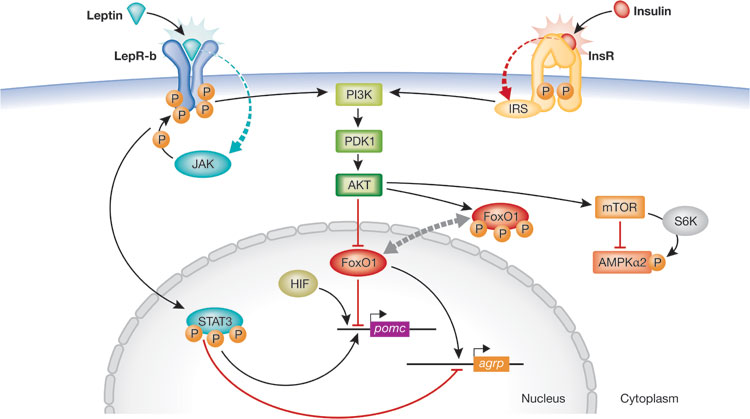 Leptin
Insulin
LepR-b
InsR
P
P
P
P
P
P
PI3K
IRS
P
JAK
PDK1
AKT
mTOR
S6K
FoxO1
P
P
P
AMPKα2
P
FoxO1
HIF
STAT3
P
P
P
pomc
agrp
Nucleus
Cytoplasm